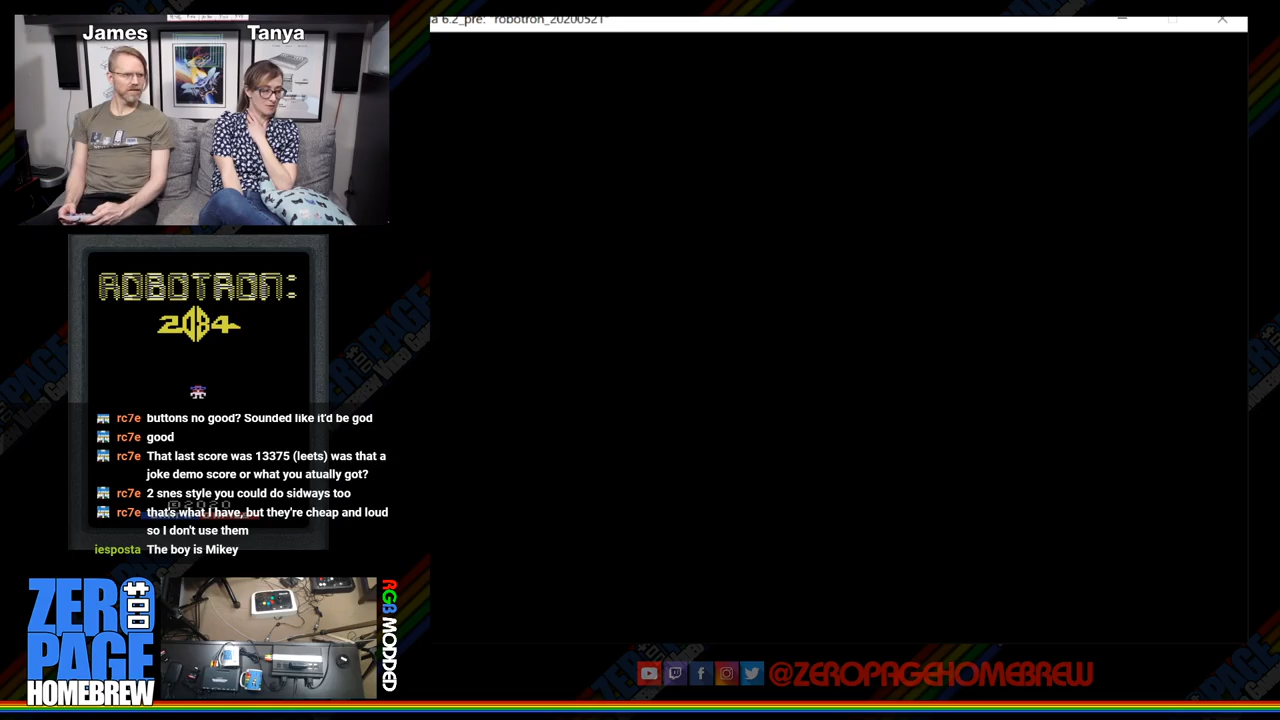 James
Tanya
a 6.2_pre: "robotron_20200521"
ROBOTRON:
2084
rc7e buttons no good? Sounded like it'd be god
rc7e good
rc7e That last score was 13375 (leets) was that a
joke demo score or what you atually got?
rc7e 2 snes style you could do sidways too
©2020
rc7e that's what I have, but they're cheap and loud
so I don't use them
iesposta The boy is Mikey
ZERO
PAGE
HOMEBREW
RGB MODDED
@ZEROPAGEHOMEBREW